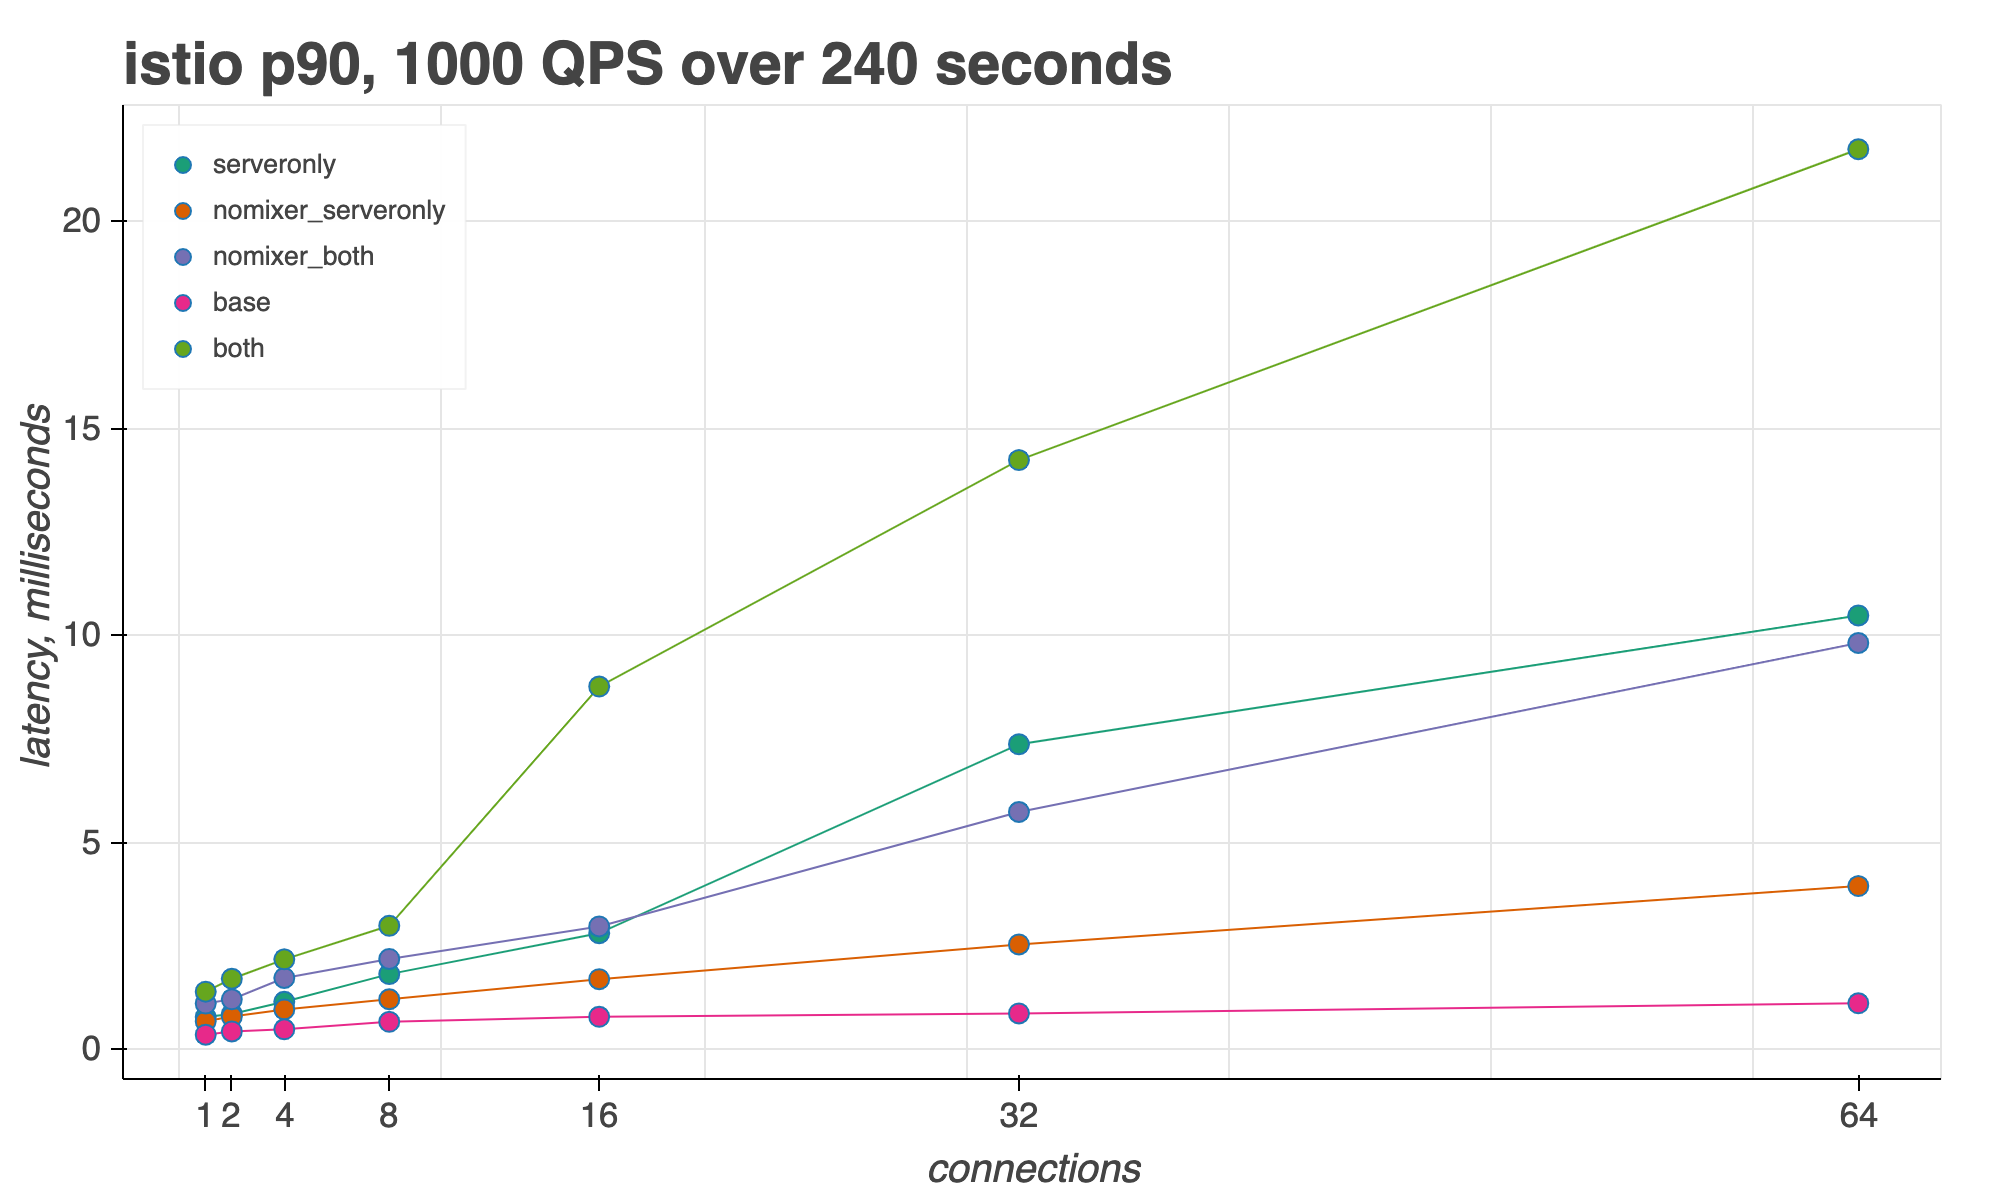 istio p90, 1000 QPS over 240 seconds
serveronly
nomixer_serveronly
nomixer_both
base
both
latency, milliseconds
20
15
10
5
0
1 2 4 8 16 32 64
connections